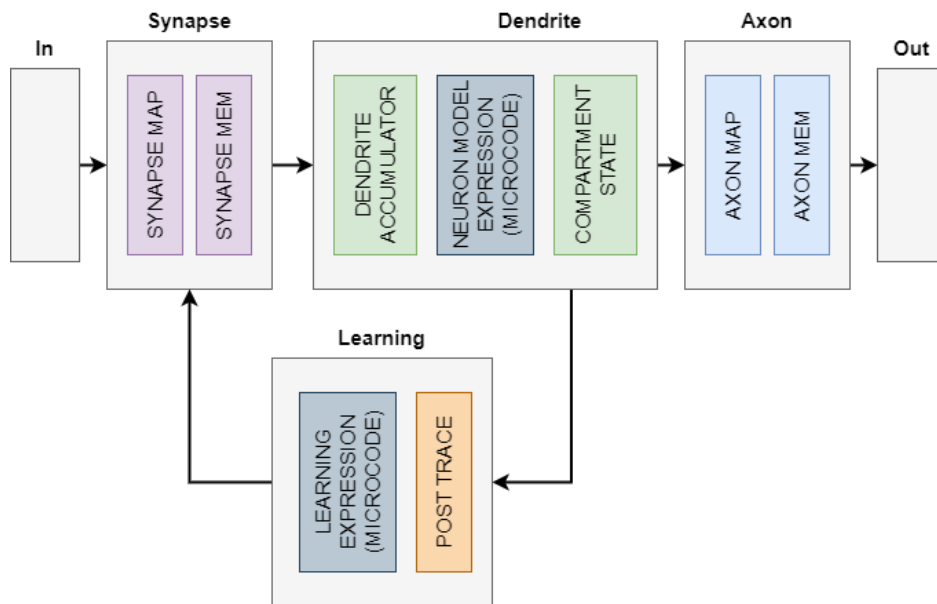 Synapse
Dendrite
Axon
In
Out
SYNAPSE MAP
SYNAPSE MEM
DENDRITE
ACCUMULATOR
NEURON MODEL
EXPRESSION
(MICROCODE)
COMPARTMENT
STATE
AXON MAP
AXON MEM
Learning
LEARNING
EXPRESSION
(MICROCODE)
POST TRACE